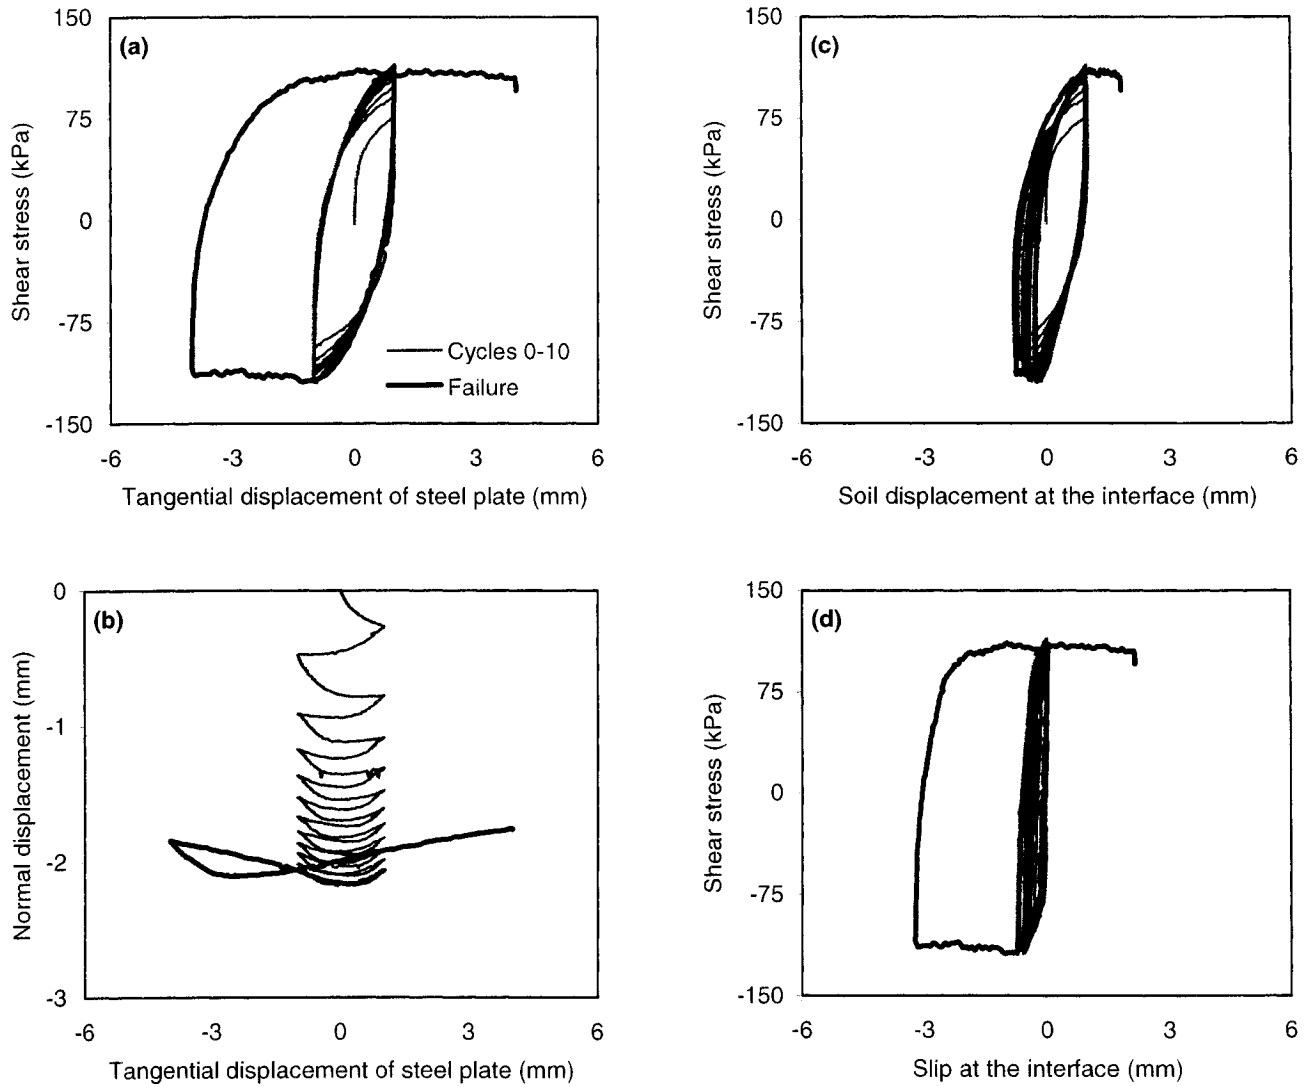 150
(a)
75
0
-75
-150
Shear stress (kPa)
Cycles 0-10
Failure
-6
-3
0
3
6
Tangential displacement of steel plate (mm)
150
(c)
75
0
-75
-150
Shear stress (kPa)
-6
-3
0
3
6
Soil displacement at the interface (mm)
0
(b)
-1
-2
-3
Normal displacement (mm)
-6
-3
0
3
6
Tangential displacement of steel plate (mm)
150
(d)
75
0
-75
-150
Shear stress (kPa)
-6
-3
0
3
6
Slip at the interface (mm)